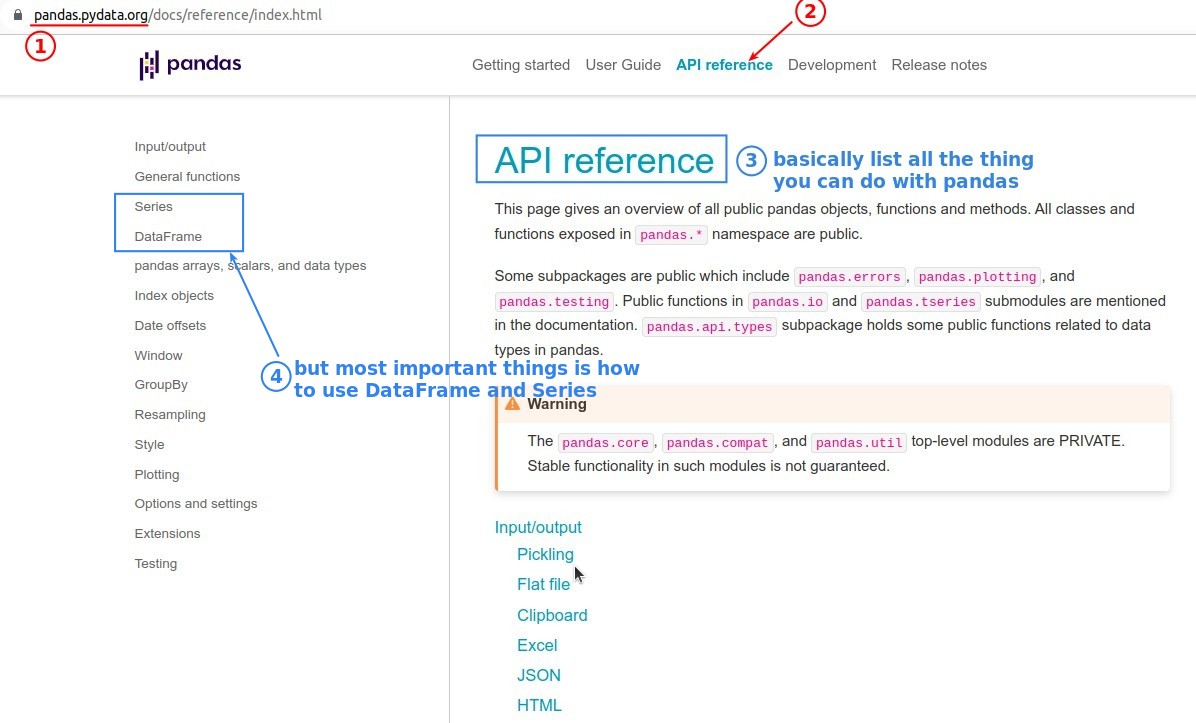 pandas.pydata.org/docs/reference/index.html
1
2
pandas
Getting started User Guide API reference Development Release notes
Input/output
General functions
Series
DataFrame
pandas arrays, scalars, and data types
Index objects
Date offsets
Window
GroupBy
Resampling
Style
Plotting
Options and settings
Extensions
Testing
API reference
3 basically list all the thing
you can do with pandas
This page gives an overview of all public pandas objects, functions and methods. All classes and
functions exposed in pandas.* namespace are public.
Some subpackages are public which include pandas.errors, pandas.plotting, and
pandas.testing. Public functions in pandas.io and pandas.tseries submodules are mentioned
in the documentation. pandas.api.types subpackage holds some public functions related to data
types in pandas.
4 but most important things is how
to use DataFrame and Series
Warning
The pandas.core, pandas.compat, and pandas.util top-level modules are PRIVATE.
Stable functionality in such modules is not guaranteed.
Input/output
Pickling
Flat file
Clipboard
Excel
JSON
HTML